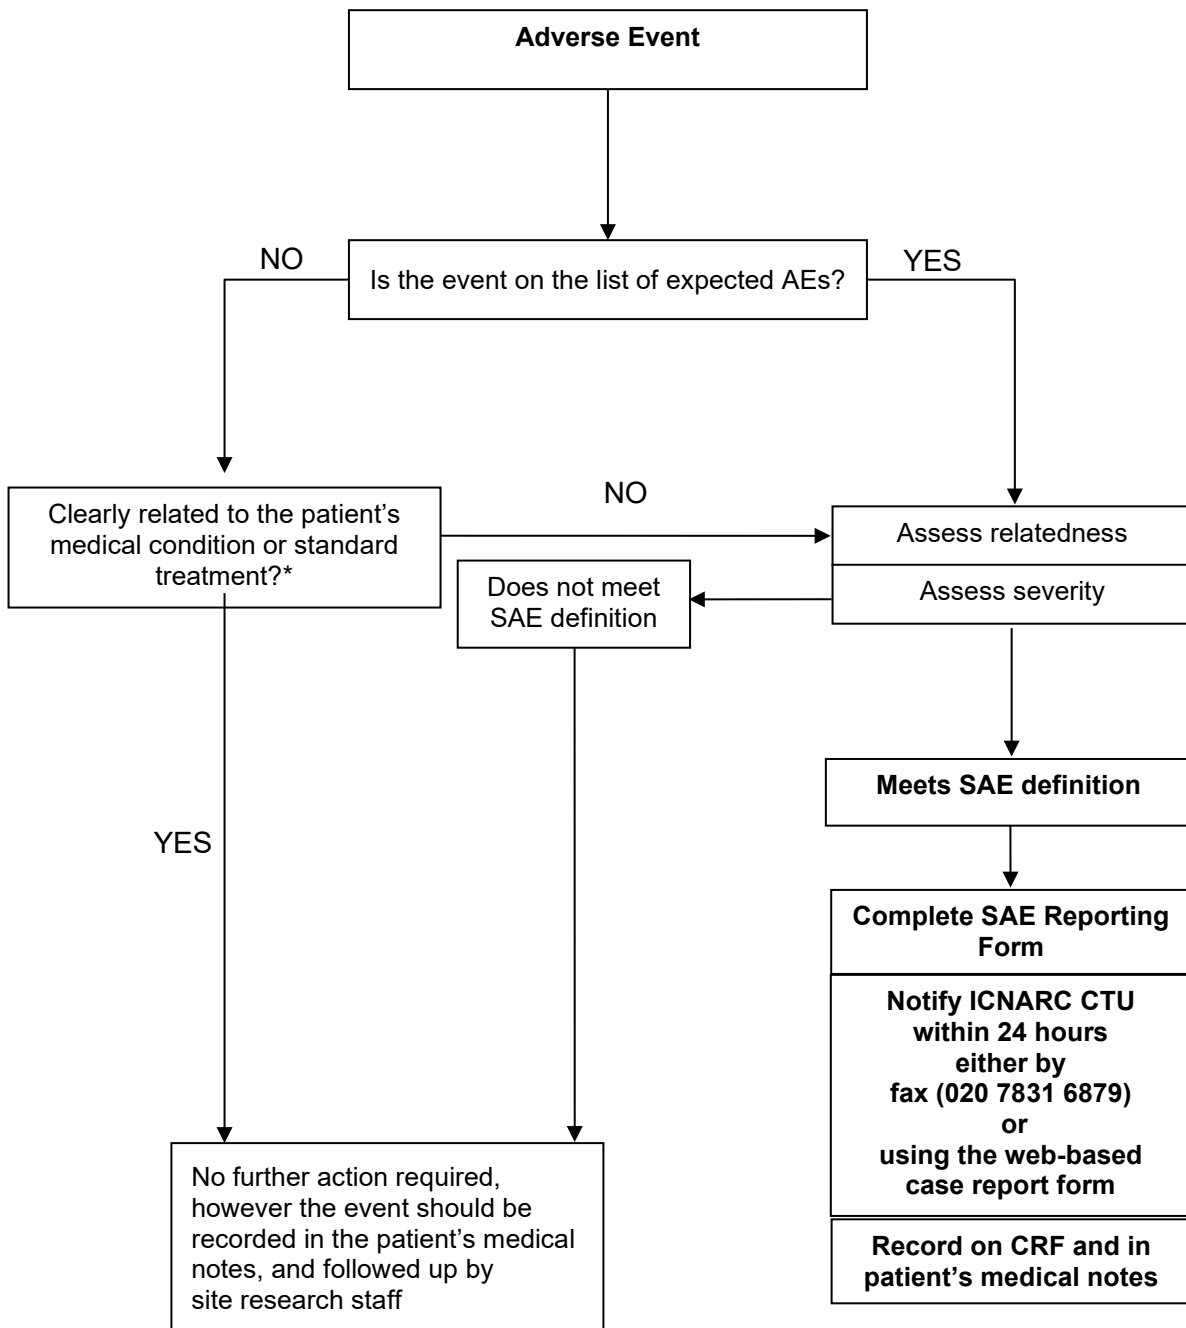 Adverse Event
NO
YES
Is the event on the list of expected AEs?
Clearly related to the patient's
medical condition or standard
treatment?*
NO
Assess relatedness
Does not meet
SAE definition
Assess severity
Meets SAE definition
YES
Complete SAE Reporting
Form
Notify ICNARC CTU
within 24 hours
either by
fax (020 7831 6879)
or
using the web-based
case report form
No further action required,
however the event should be
recorded in the patient's medical
notes, and followed up by
site research staff
Record on CRF and in
patient's medical notes